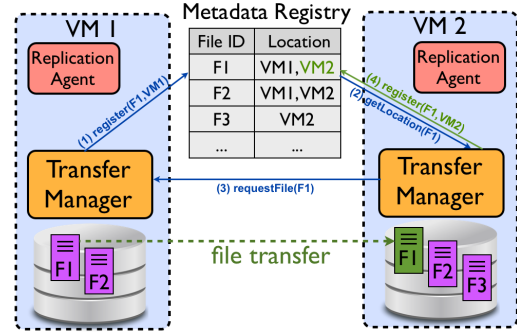 Metadata Registry
VM 1
VM 2
File ID Location
F1 VM1,VM2
F2 VM1,VM2
F3 VM2
... ...
Replication
Agent
Replication
Agent
(1) register(F1,VM1)
(4) register(F1,VM2)
(2) getLocation(F1)
Transfer
Manager
(3) requestFile(F1)
Transfer
Manager
F1
F2
file transfer
F1
F2
F3